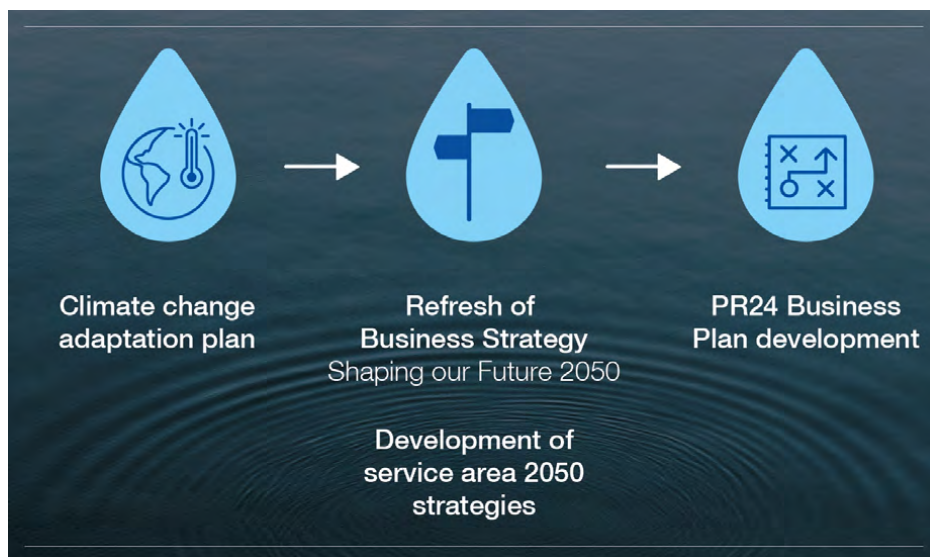 Climate change
adaptation plan
Refresh of
Business Strategy
Shaping our Future 2050
Development of
service area 2050
strategies
PR24 Business
Plan development